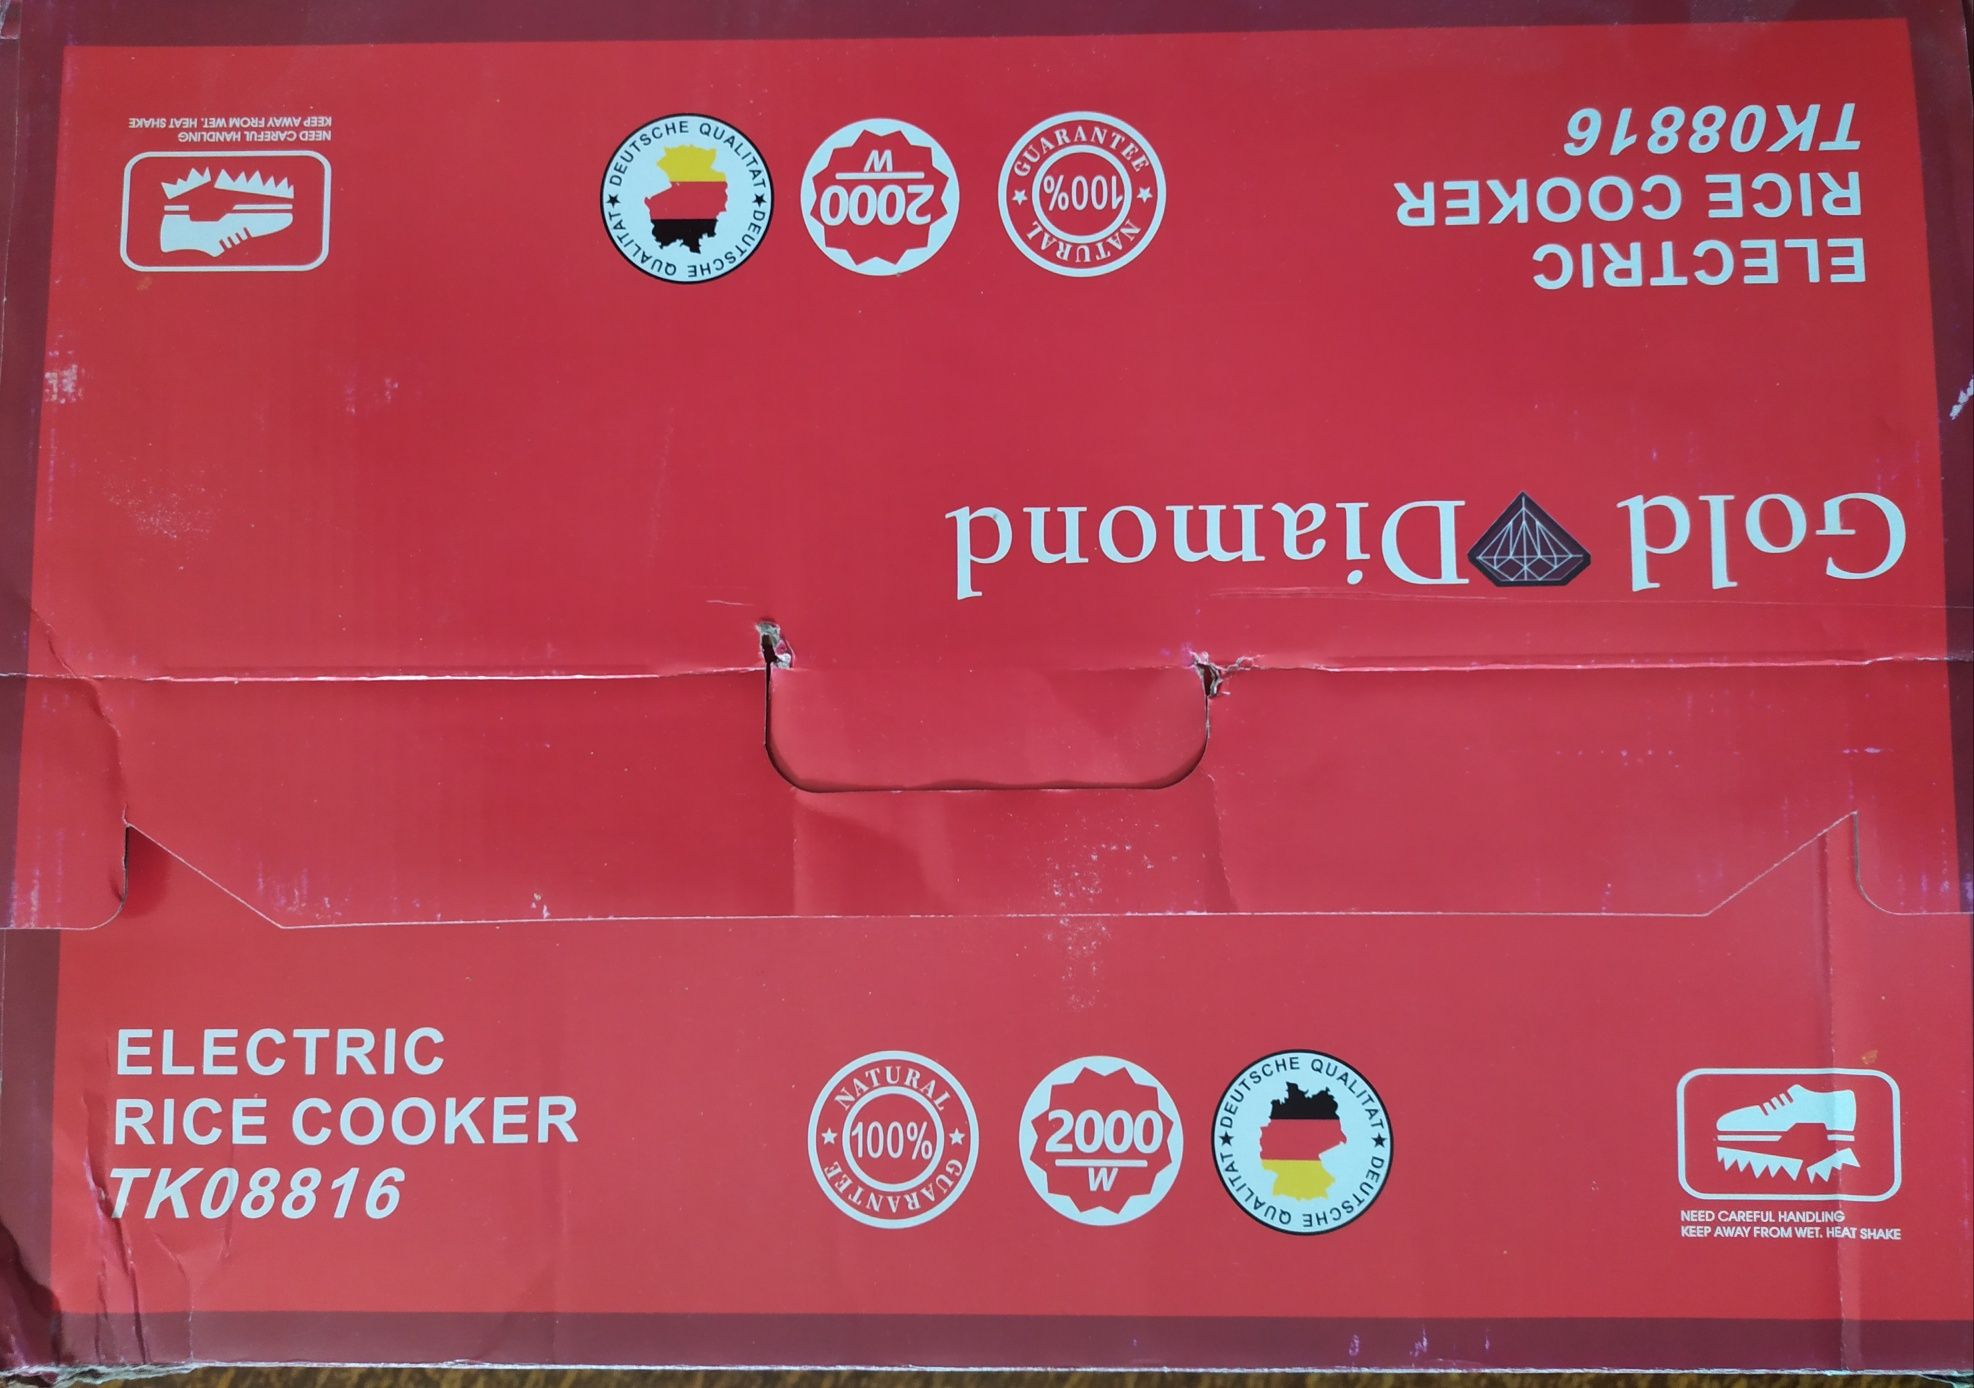 NEED CAREFUL HANDLING
KEEP AWAY FROM WET. HEAT SHAKE
DEUTSCHE QUALITAT ★ DEUTSCHE QUALITAT ★
2000
W
NATURAL ★ GUARANTEE ★
100%
ELECTRIC
RICE COOKER
TK08816
Gold Diamond
ELECTRIC
RICE COOKER
TK08816
NATURAL ★ GUARANTEE ★
100%
2000
W
DEUTSCHE QUALITAT ★ DEUTSCHE QUALITAT ★
NEED CAREFUL HANDLING
KEEP AWAY FROM WET. HEAT SHAKE